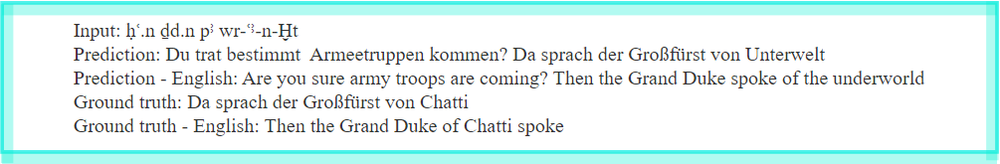 Input: ḥꜥ.n ḏd.n pꜣ wr-ꜥꜣ-n-Ḫt
Prediction: Du trat bestimmt  Armeetruppen kommen? Da sprach der Großfürst von Unterwelt
Prediction - English: Are you sure army troops are coming? Then the Grand Duke spoke of the underworld
Ground truth: Da sprach der Großfürst von Chatti
Ground truth - English: Then the Grand Duke of Chatti spoke